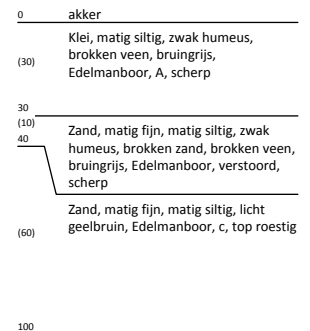 0 akker
Klei, matig siltig, zwak humeus,
brokken veen, bruingrijs,
(30)
Edelmanboor, A, scherp
30
(10)
Zand, matig fijn, matig siltig, zwak
40
humeus, brokken zand, brokken veen,
bruingrijs, Edelmanboor, verstoord,
scherp
Zand, matig fijn, matig siltig, licht
geelbruin, Edelmanboor, c, top roestig
(60)
100